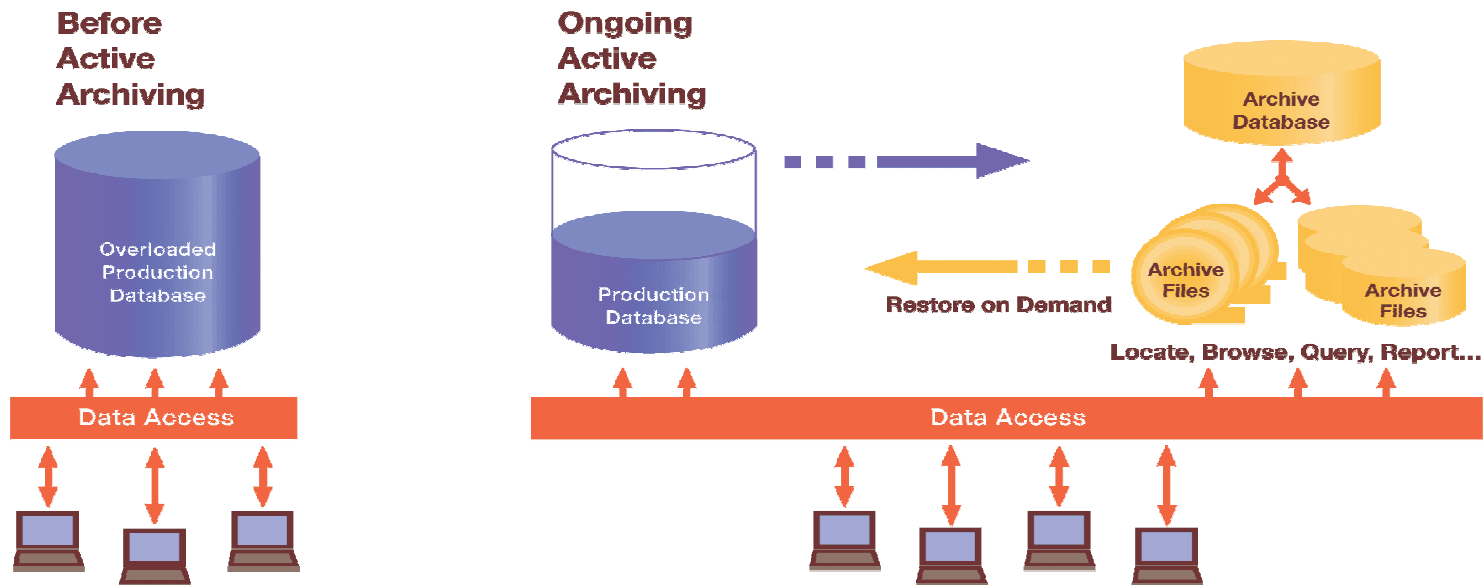 Before
Active
Archiving
Overloaded
Production
Database
Data Access
Ongoing
Active
Archiving
Production
Database
Restore on Demand
Archive
Database
Archive
Files
Archive
Files
Locate, Browse, Query, Report...
Data Access